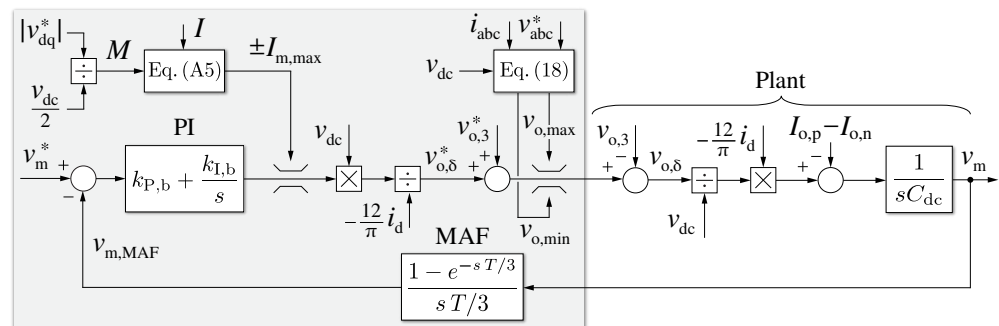 |v*dq|
M
I
±Im,max
÷
Eq. (A5)
vdc/2
iabc v*abc
vdc
Eq. (18)
Plant
PI
v*m
+
−
kP,b + kI,b/s
vdc
×
÷
−12/π id
v*o,δ
v*o,3
+
+
vo,max
vo,min
vo,3
+
−
vo,δ
÷
vdc
−12/π id
×
Io,p−Io,n
+
−
1/sCdc
vm
vm,MAF
MAF
1 − e^−s T/3 / s T/3